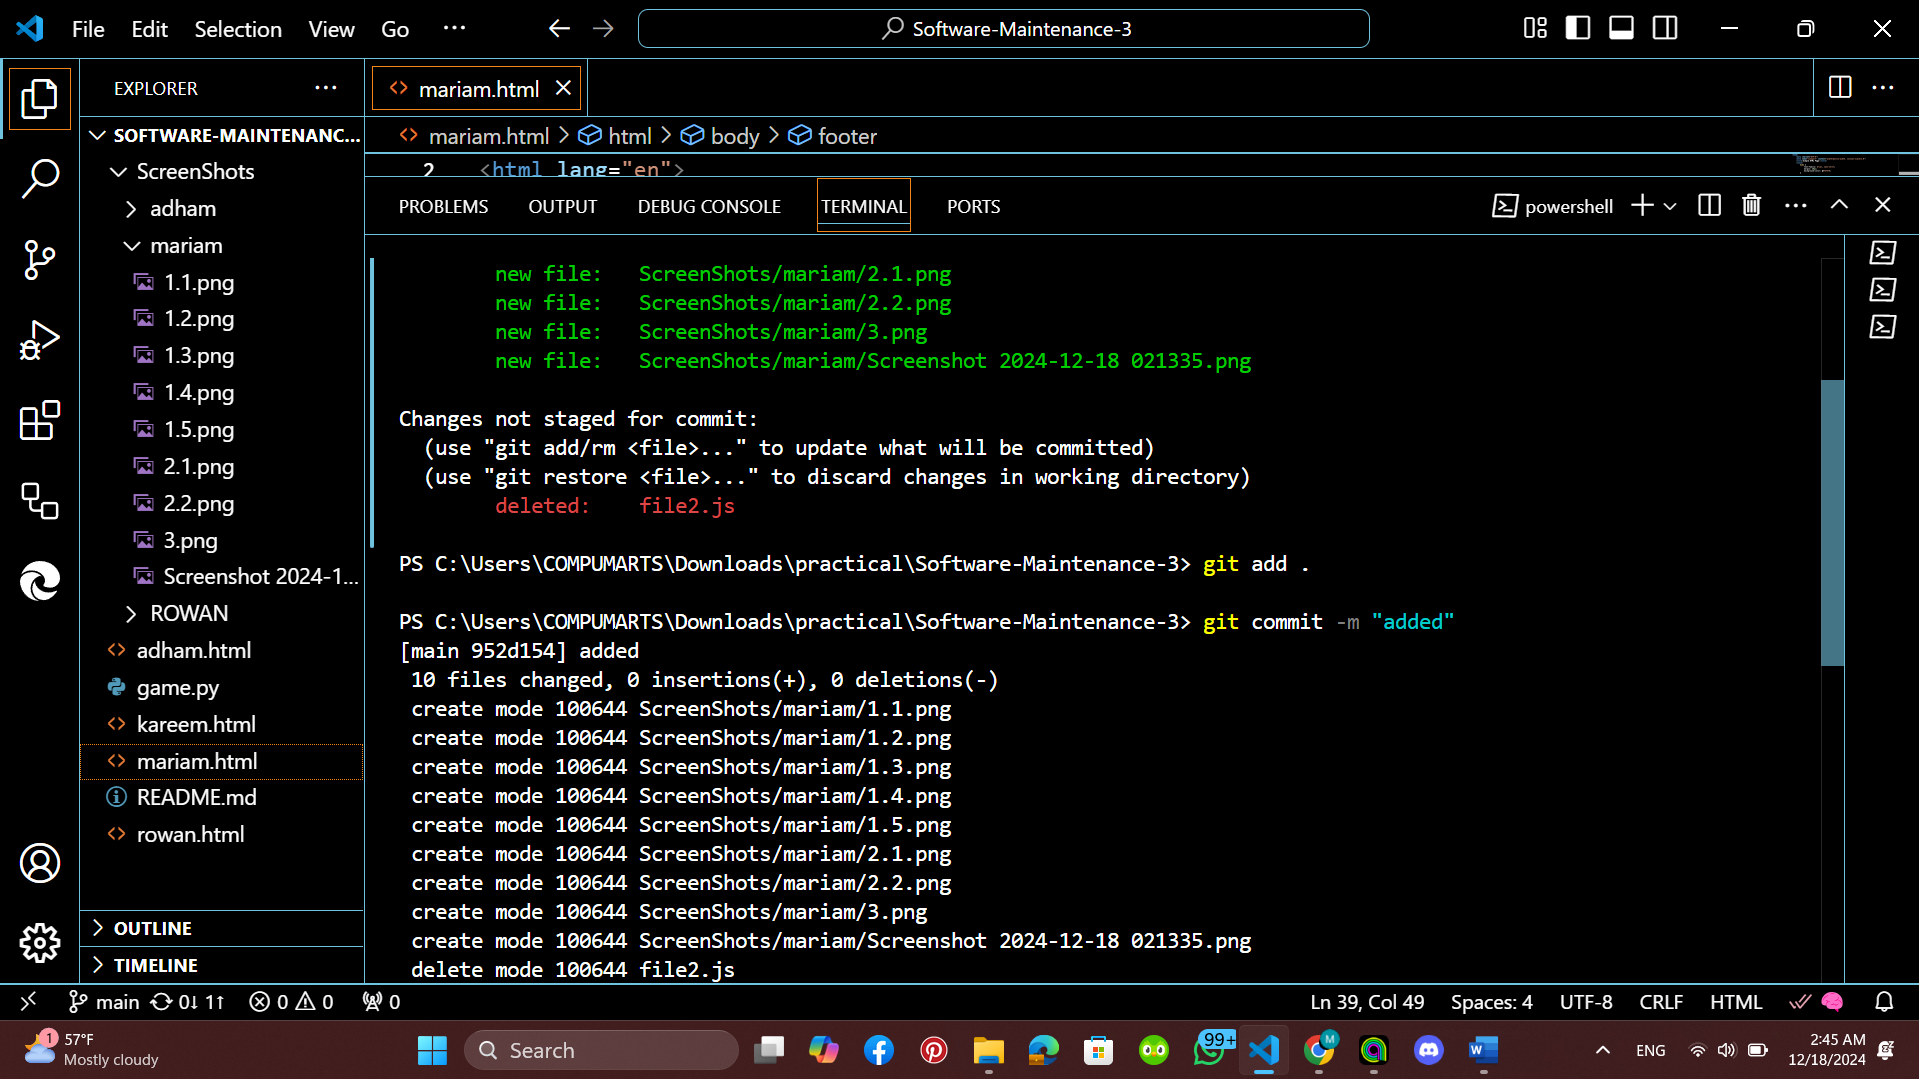 File Edit Selection View Go ···
Software-Maintenance-3
EXPLORER ···
SOFTWARE-MAINTENANC...
ScreenShots
adham
mariam
1.1.png
1.2.png
1.3.png
1.4.png
1.5.png
2.1.png
2.2.png
3.png
Screenshot 2024-1...
ROWAN
adham.html
game.py
kareem.html
mariam.html
README.md
rowan.html
OUTLINE
TIMELINE
mariam.html
mariam.html > html > body > footer
2 <html lang="en">
PROBLEMS OUTPUT DEBUG CONSOLE TERMINAL PORTS
powershell
new file: ScreenShots/mariam/2.1.png
new file: ScreenShots/mariam/2.2.png
new file: ScreenShots/mariam/3.png
new file: ScreenShots/mariam/Screenshot 2024-12-18 021335.png
Changes not staged for commit:
(use "git add/rm <file>..." to update what will be committed)
(use "git restore <file>..." to discard changes in working directory)
deleted: file2.js
PS C:\Users\COMPUMARTS\Downloads\practical\Software-Maintenance-3> git add .
PS C:\Users\COMPUMARTS\Downloads\practical\Software-Maintenance-3> git commit -m "added"
[main 952d154] added
10 files changed, 0 insertions(+), 0 deletions(-)
create mode 100644 ScreenShots/mariam/1.1.png
create mode 100644 ScreenShots/mariam/1.2.png
create mode 100644 ScreenShots/mariam/1.3.png
create mode 100644 ScreenShots/mariam/1.4.png
create mode 100644 ScreenShots/mariam/1.5.png
create mode 100644 ScreenShots/mariam/2.1.png
create mode 100644 ScreenShots/mariam/2.2.png
create mode 100644 ScreenShots/mariam/3.png
create mode 100644 ScreenShots/mariam/Screenshot 2024-12-18 021335.png
delete mode 100644 file2.js
main 0↓ 1↑ 0 0 0
Ln 39, Col 49 Spaces: 4 UTF-8 CRLF HTML
1
57°F
Mostly cloudy
Search
99+
M
ENG
2:45 AM
12/18/2024